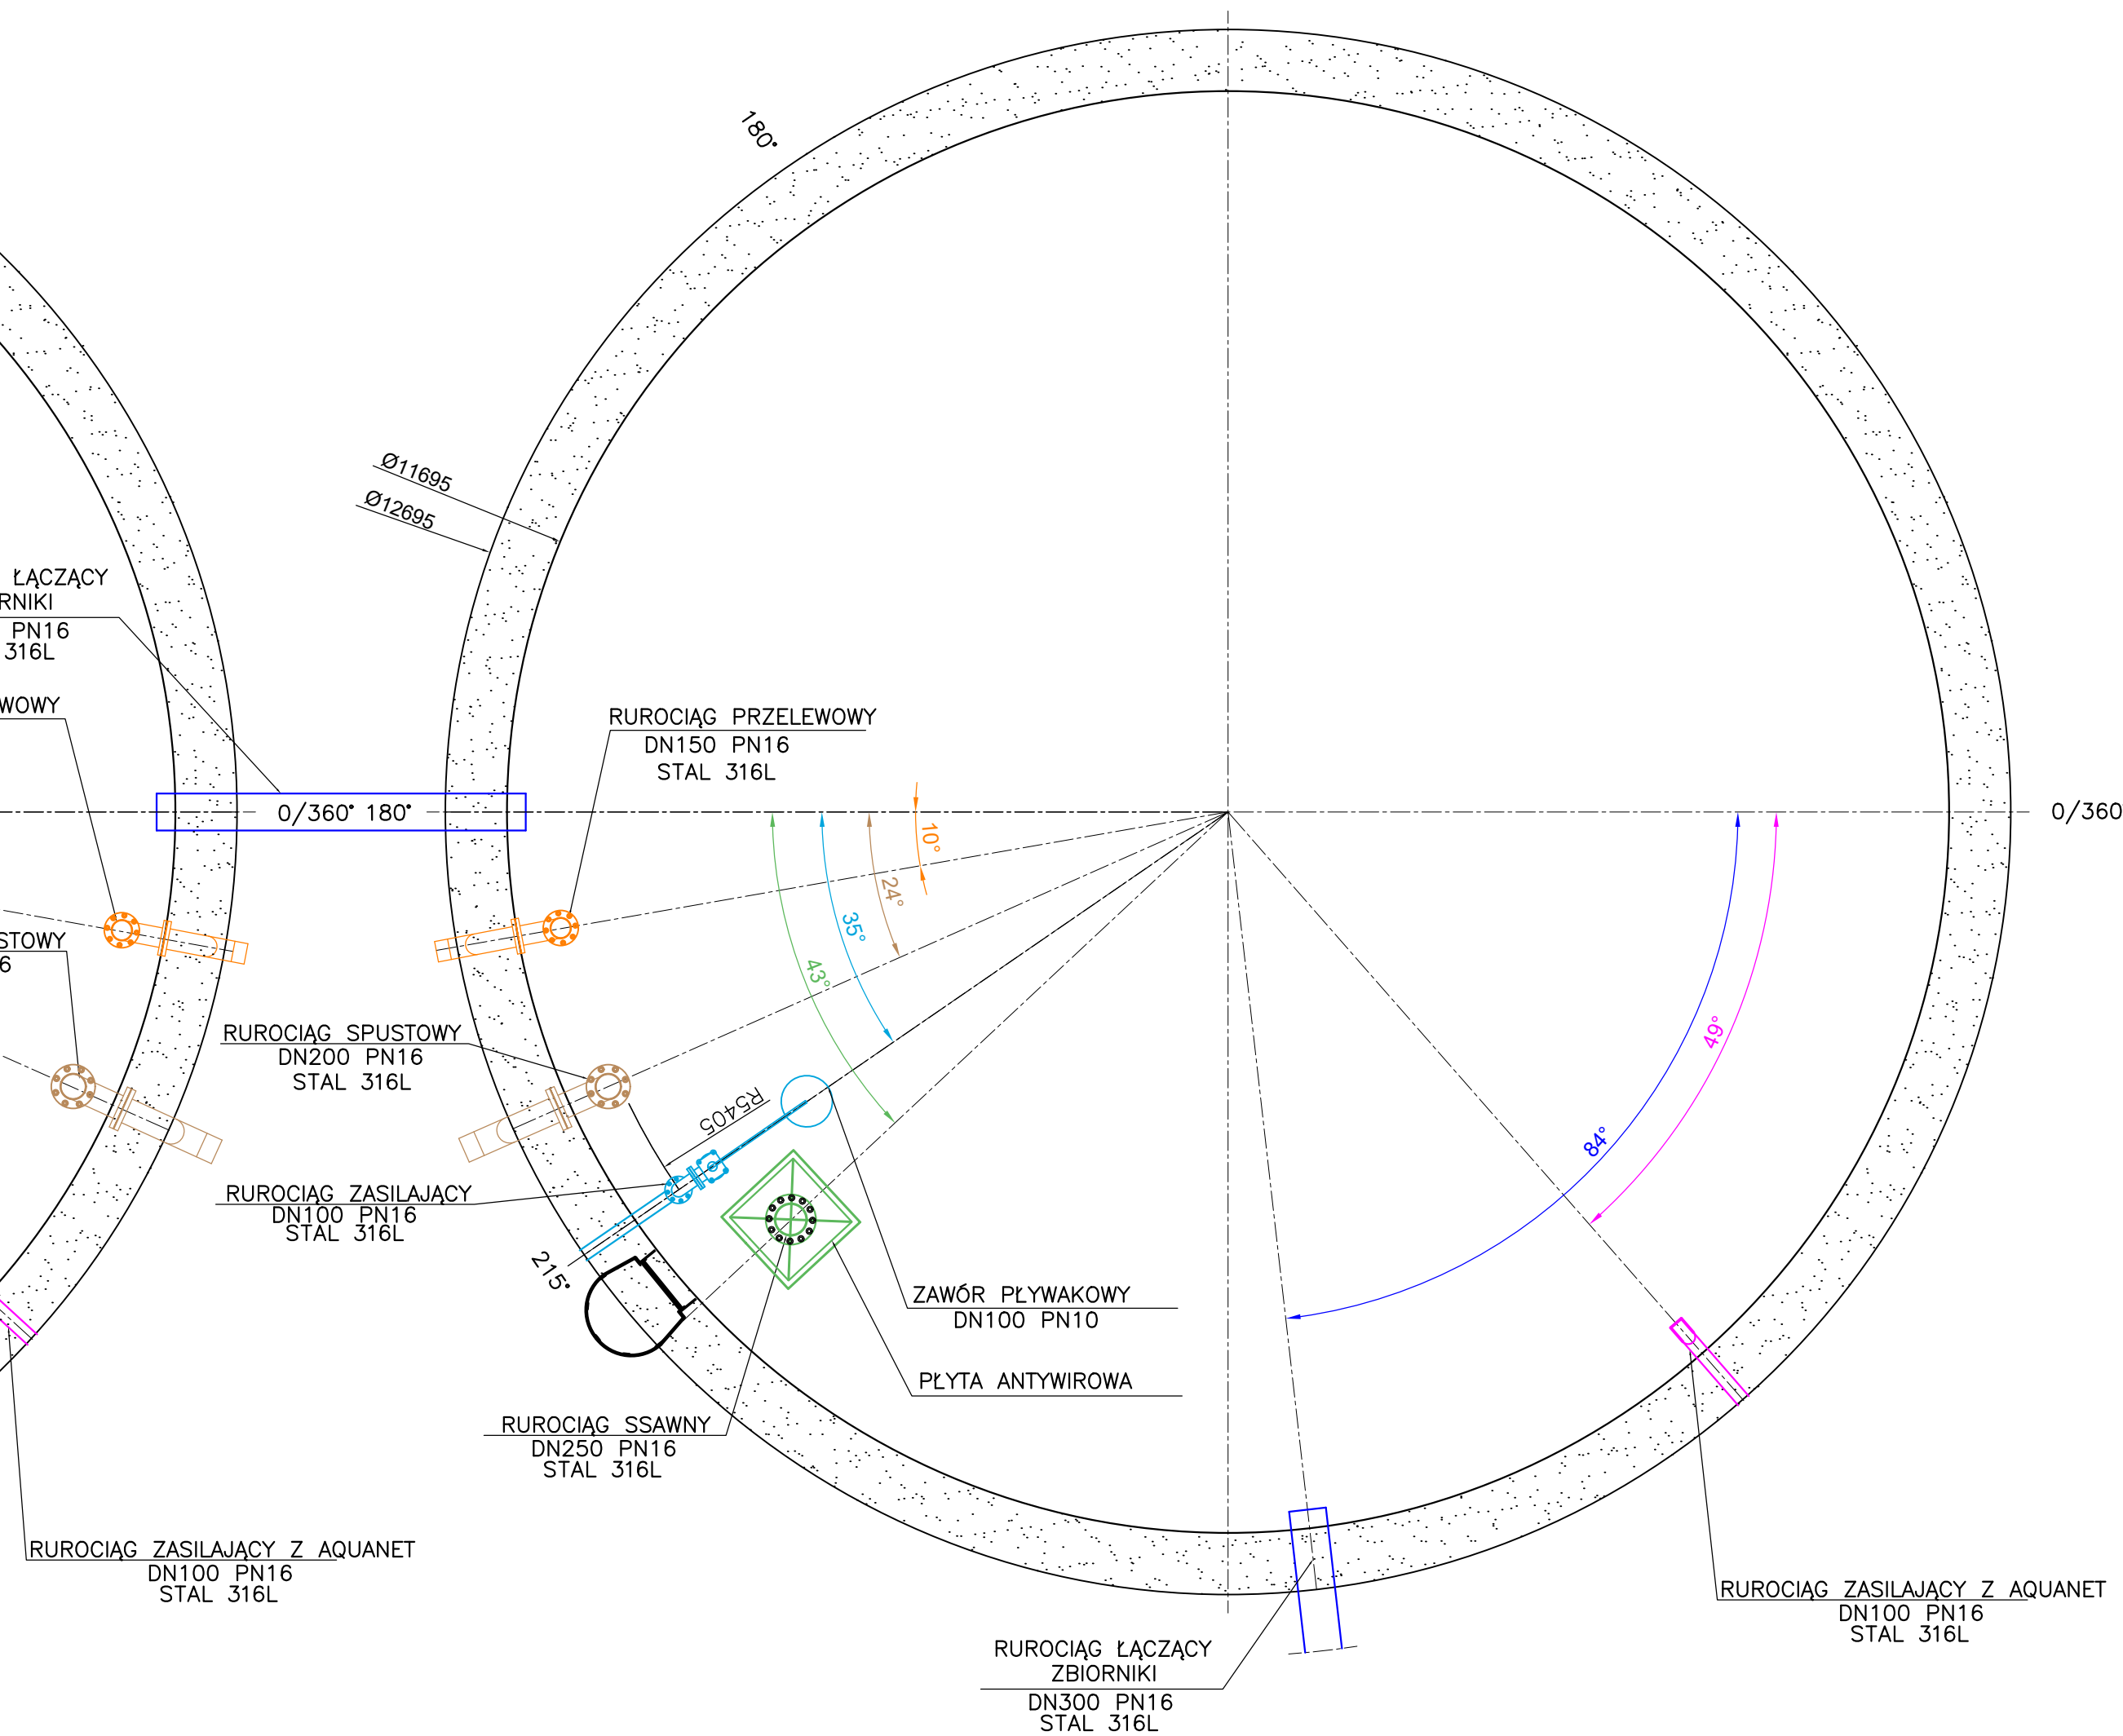 180°
Ø11695
Ø12695
ŁĄCZĄCY
RNIKI
PN16
316L
WOWY
RUROCIĄG PRZELEWOWY
DN150 PN16
STAL 316L
0/360° 180°
0/360
10°
24°
35°
43°
49°
84°
STOWY
6
RUROCIĄG SPUSTOWY
DN200 PN16
STAL 316L
R5405
RUROCIĄG ZASILAJĄCY
DN100 PN16
STAL 316L
215°
ZAWÓR PŁYWAKOWY
DN100 PN10
PŁYTA ANTYWIROWA
RUROCIĄG SSAWNY
DN250 PN16
STAL 316L
RUROCIĄG ZASILAJĄCY Z AQUANET
DN100 PN16
STAL 316L
RUROCIĄG ZASILAJĄCY Z AQUANET
DN100 PN16
STAL 316L
RUROCIĄG ŁĄCZĄCY
ZBIORNIKI
DN300 PN16
STAL 316L